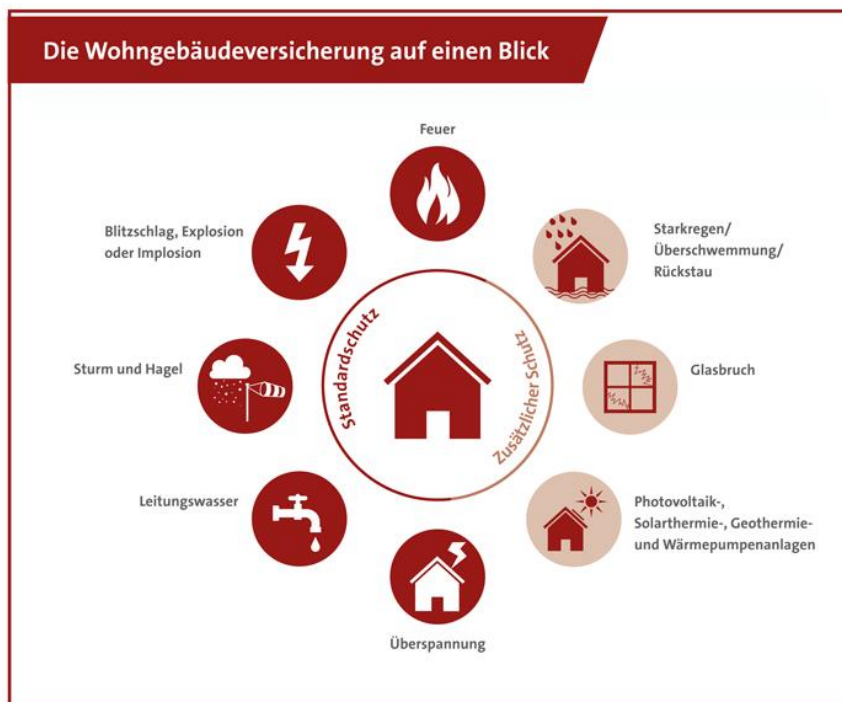 Die Wohngebäudeversicherung auf einen Blick
Feuer
Blitzschlag, Explosion
oder Implosion
Starkregen/
Überschwemmung/
Rückstau
Standardschutz
Zusätzlicher Schutz
Sturm und Hagel
Glasbruch
Leitungswasser
Photovoltaik-,
Solarthermie-, Geothermie-
und Wärmepumpenanlagen
Überspannung